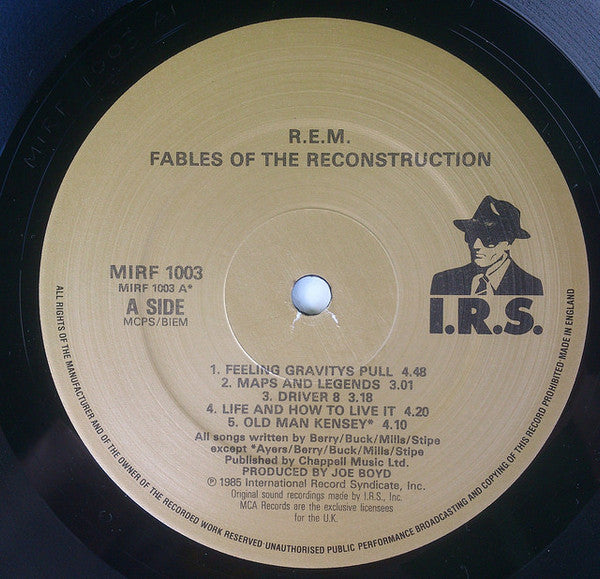 MIRF 1003 A1
R.E.M.
FABLES OF THE RECONSTRUCTION
MIRF 1003
MIRF 1003 A*
A SIDE
MCPS/BIEM
I.R.S.
1. FEELING GRAVITYS PULL 4.48
2. MAPS AND LEGENDS 3.01
3. DRIVER 8 3.18
4. LIFE AND HOW TO LIVE IT 4.20
5. OLD MAN KENSEY* 4.10
All songs written by Berry/Buck/Mills/Stipe
except *Ayers/Berry/Buck/Mills/Stipe
Published by Chappell Music Ltd.
PRODUCED BY JOE BOYD
℗ 1985 International Record Syndicate, Inc.
Original sound recordings made by I.R.S., Inc.
MCA Records are the exclusive licensees
for the U.K.
ALL RIGHTS OF THE MANUFACTURER AND OF THE OWNER OF THE RECORDED WORK RESERVED·UNAUTHORISED PUBLIC PERFORMANCE BROADCASTING AND COPYING OF THIS RECORD PROHIBITED·MADE IN ENGLAND